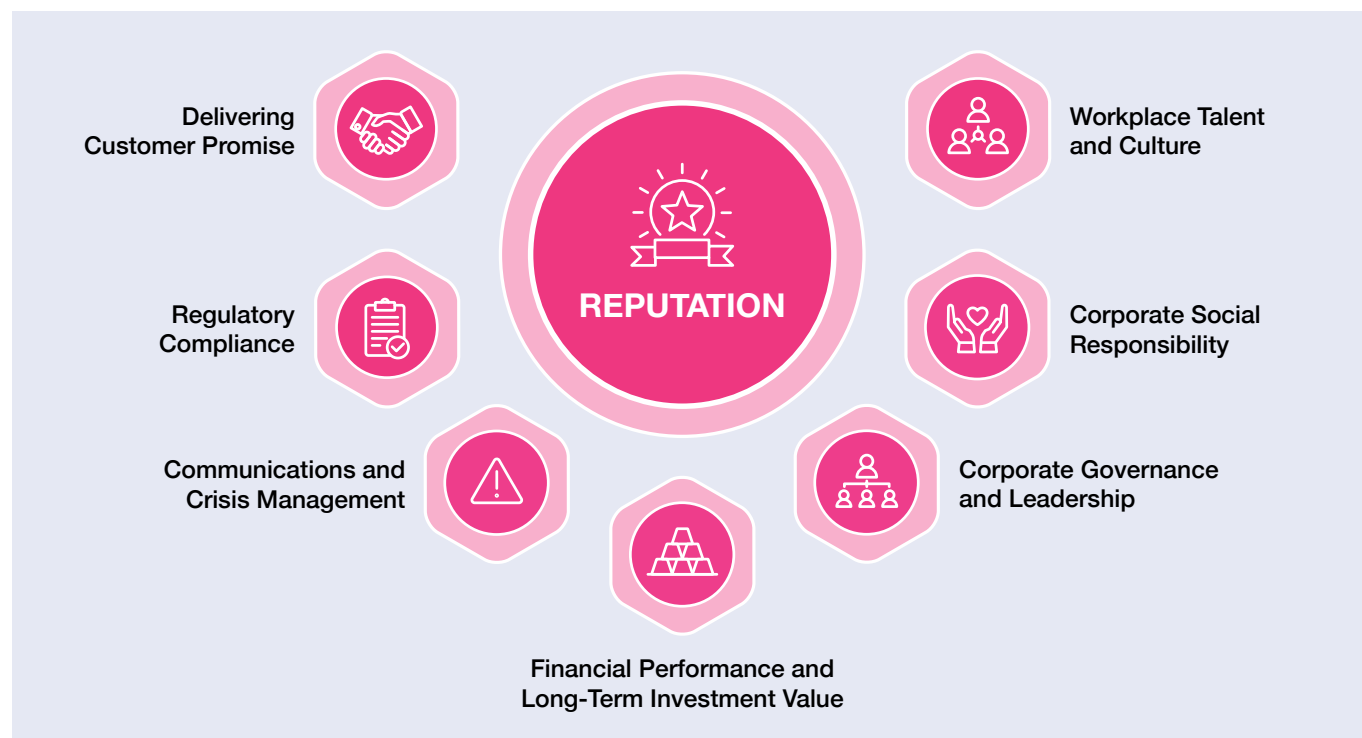 Delivering
Customer Promise
Workplace Talent
and Culture
REPUTATION
Regulatory
Compliance
Corporate Social
Responsibility
Communications and
Crisis Management
Corporate Governance
and Leadership
Financial Performance and
Long-Term Investment Value